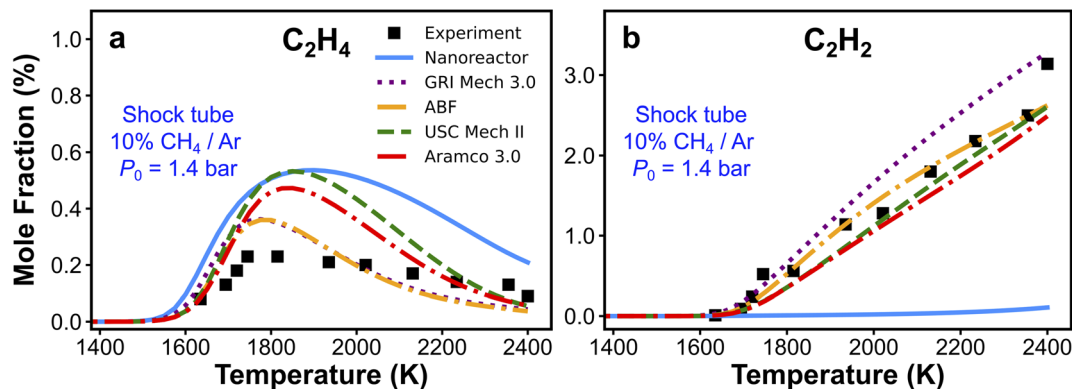 a
C₂H₄
Experiment
Nanoreactor
GRI Mech 3.0
ABF
USC Mech II
Aramco 3.0
Shock tube
10% CH₄ / Ar
P₀ = 1.4 bar
Mole Fraction (%)
1.0
0.8
0.6
0.4
0.2
0.0
1400 1600 1800 2000 2200 2400
Temperature (K)
b
C₂H₂
Shock tube
10% CH₄ / Ar
P₀ = 1.4 bar
3.0
2.0
1.0
0.0
1400 1600 1800 2000 2200 2400
Temperature (K)